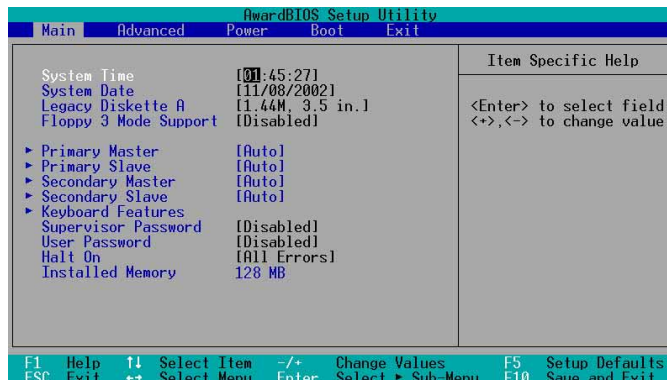 AwardBIOS Setup Utility
Main Advanced Power Boot Exit
Item Specific Help
System Time [01:45:27]
System Date [11/08/2002]
Legacy Diskette A [1.44M, 3.5 in.]
<Enter> to select field
Floppy 3 Mode Support [Disabled]
<+>,<-> to change value
► Primary Master [Auto]
► Primary Slave [Auto]
► Secondary Master [Auto]
► Secondary Slave [Auto]
► Keyboard Features
Supervisor Password [Disabled]
User Password [Disabled]
Halt On [All Errors]
Installed Memory 128 MB
F1 Help ↑↓ Select Item -/+ Change Values F5 Setup Defaults
ESC Exit ↔ Select Menu Enter Select ► Sub-Menu F10 Save and Exit